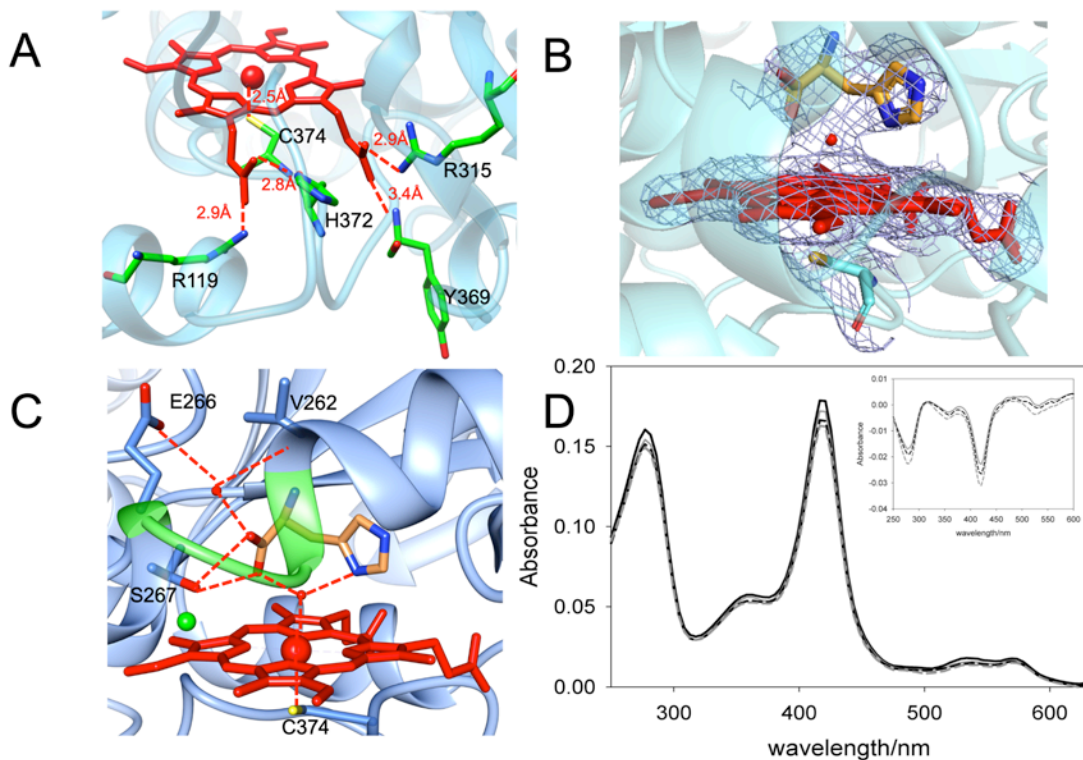 A
2.5Å
C374
2.9Å
R315
2.8Å
3.4Å
H372
2.9Å
R119
Y369
B
C
E266
V262
S267
C374
D
0.20
0.15
0.10
0.05
0.00
Absorbance
300
400
500
600
wavelength/nm
0.01
0.00
-0.01
-0.02
-0.03
-0.04
Absorbance
250 300 350 400 450 500 550 600
wavelength/nm